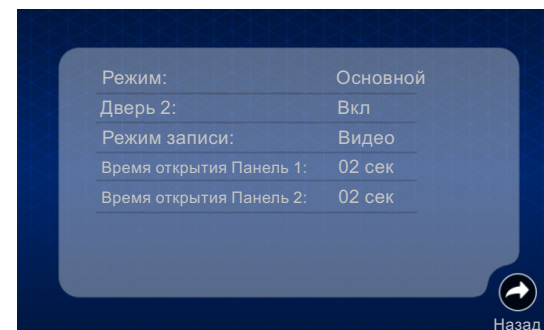 Режим: Основной
Дверь 2: Вкл
Режим записи: Видео
Время открытия Панель 1: 02 сек
Время открытия Панель 2: 02 сек
Назад